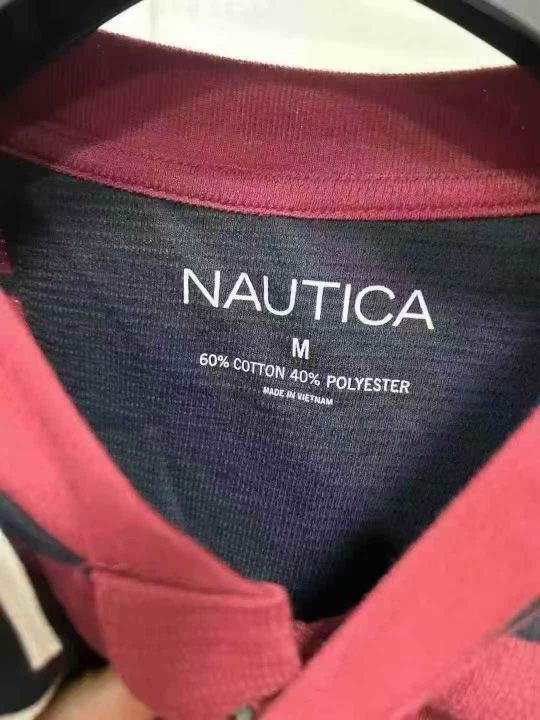 NAUTICA
M
60% COTTON 40% POLYESTER
MADE IN VIETNAM